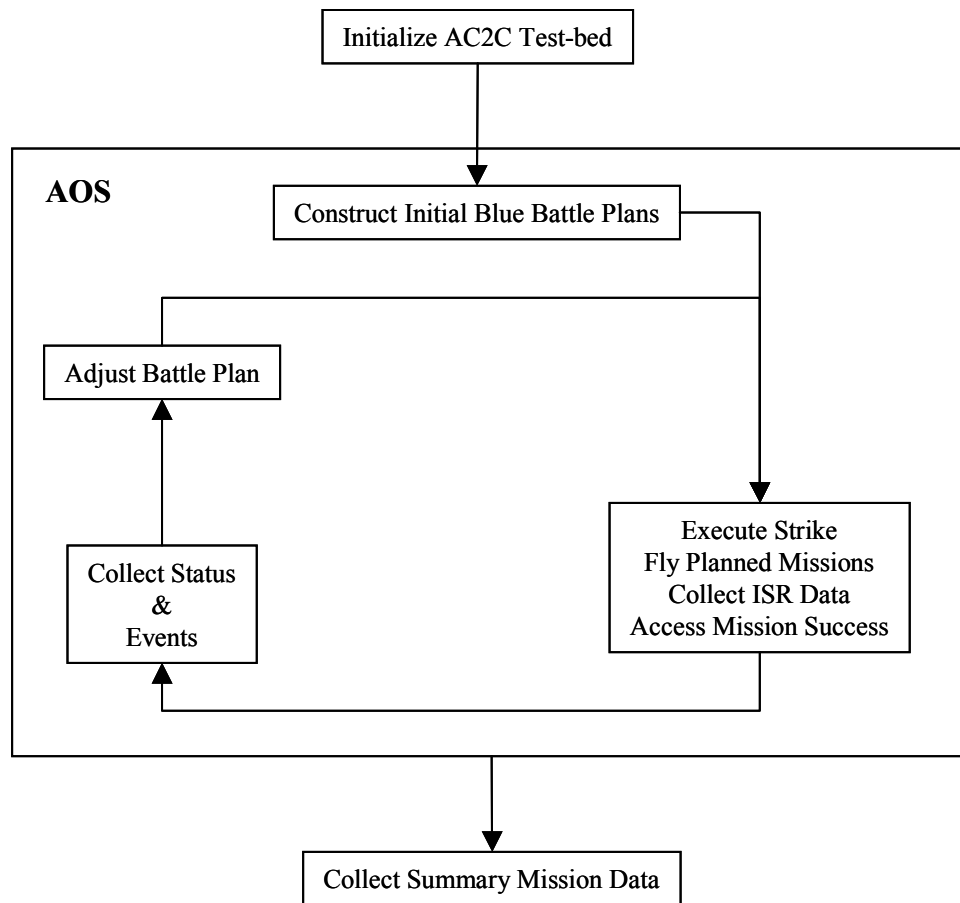 Initialize AC2C Test-bed
AOS
Construct Initial Blue Battle Plans
Adjust Battle Plan
Execute Strike
Fly Planned Missions
Collect ISR Data
Access Mission Success
Collect Status
&
Events
Collect Summary Mission Data